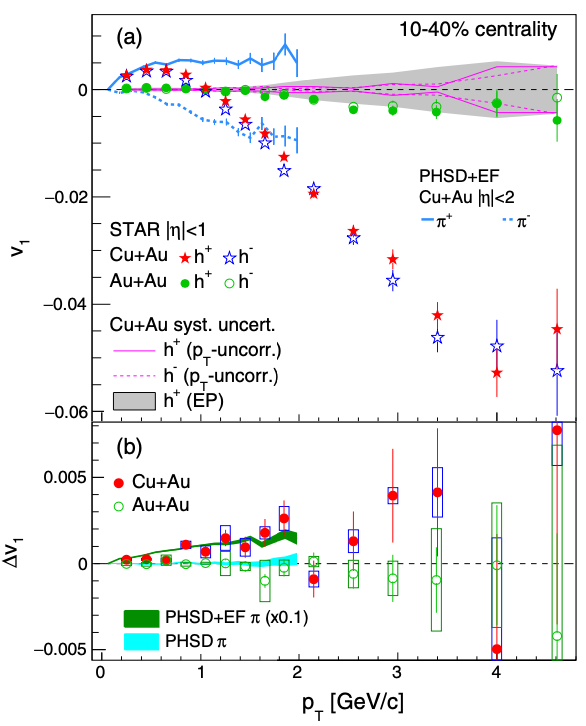 10-40% centrality
(a)
0
−0.02
−0.04
−0.06
v1
PHSD+EF
Cu+Au |η|<2
π+ π-
STAR |η|<1
Cu+Au h+ h-
Au+Au h+ h-
Cu+Au syst. uncert.
h+ (pT-uncorr.)
h- (pT-uncorr.)
h+ (EP)
(b)
Cu+Au
Au+Au
0.005
0
−0.005
Δv1
PHSD+EF π (x0.1)
PHSD π
0 1 2 3 4
pT [GeV/c]